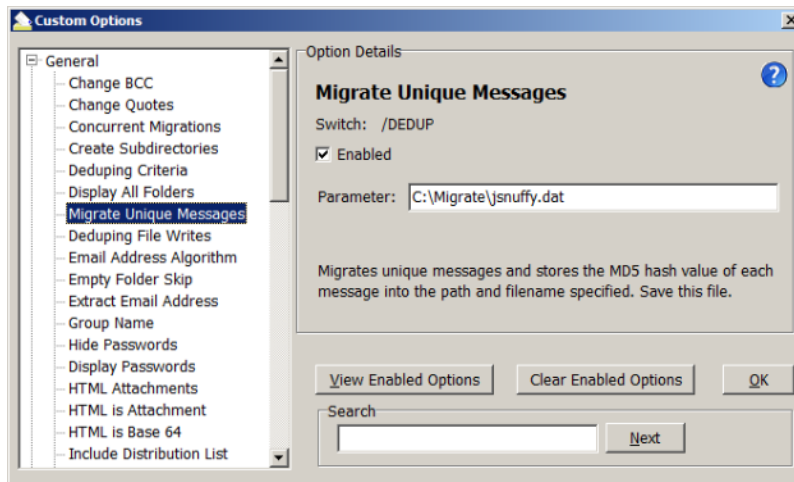 Custom Options
General
Change BCC
Change Quotes
Concurrent Migrations
Create Subdirectories
Deduping Criteria
Display All Folders
Migrate Unique Messages
Deduping File Writes
Email Address Algorithm
Empty Folder Skip
Extract Email Address
Group Name
Hide Passwords
Display Passwords
HTML Attachments
HTML is Attachment
HTML is Base 64
Include Distribution List
Option Details
Migrate Unique Messages
Switch: /DEDUP
Enabled
Parameter: C:\Migrate\jsnuffy.dat
Migrates unique messages and stores the MD5 hash value of each
message into the path and filename specified. Save this file.
View Enabled Options Clear Enabled Options OK
Search
Next